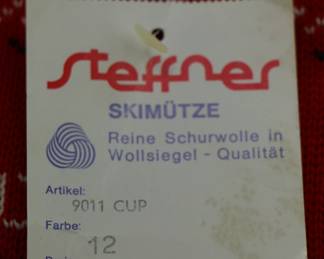 steffner
SKIMÜTZE
Reine Schurwolle in
Wollsiegel - Qualität
Artikel:
9011 CUP
Farbe:
12